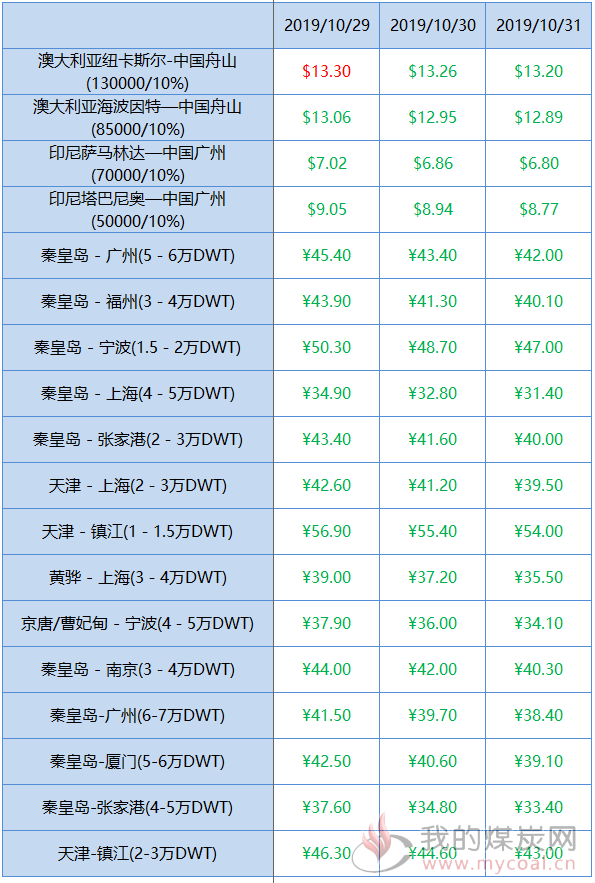 2019/10/29 2019/10/30 2019/10/31
澳大利亚纽卡斯尔-中国舟山
(130000/10%) $13.30 $13.26 $13.20
澳大利亚海波因特—中国舟山
(85000/10%) $13.06 $12.95 $12.89
印尼萨马林达—中国广州
(70000/10%) $7.02 $6.86 $6.80
印尼塔巴尼奥—中国广州
(50000/10%) $9.05 $8.94 $8.77
秦皇岛 - 广州(5 - 6万DWT) ¥45.40 ¥43.40 ¥42.00
秦皇岛 - 福州(3 - 4万DWT) ¥43.90 ¥41.30 ¥40.10
秦皇岛 - 宁波(1.5 - 2万DWT) ¥50.30 ¥48.70 ¥47.00
秦皇岛 - 上海(4 - 5万DWT) ¥34.90 ¥32.80 ¥31.40
秦皇岛 - 张家港(2 - 3万DWT) ¥43.40 ¥41.60 ¥40.00
天津 - 上海(2 - 3万DWT) ¥42.60 ¥41.20 ¥39.50
天津 - 镇江(1 - 1.5万DWT) ¥56.90 ¥55.40 ¥54.00
黄骅 - 上海(3 - 4万DWT) ¥39.00 ¥37.20 ¥35.50
京唐/曹妃甸 - 宁波(4 - 5万DWT) ¥37.90 ¥36.00 ¥34.10
秦皇岛 - 南京(3 - 4万DWT) ¥44.00 ¥42.00 ¥40.30
秦皇岛-广州(6-7万DWT) ¥41.50 ¥39.70 ¥38.40
秦皇岛-厦门(5-6万DWT) ¥42.50 ¥40.60 ¥39.10
秦皇岛-张家港(4-5万DWT) ¥37.60 ¥34.80 ¥33.40
天津-镇江(2-3万DWT) ¥46.30 ¥44.60 ¥43.00
我的煤炭网
www.mycoal.cn